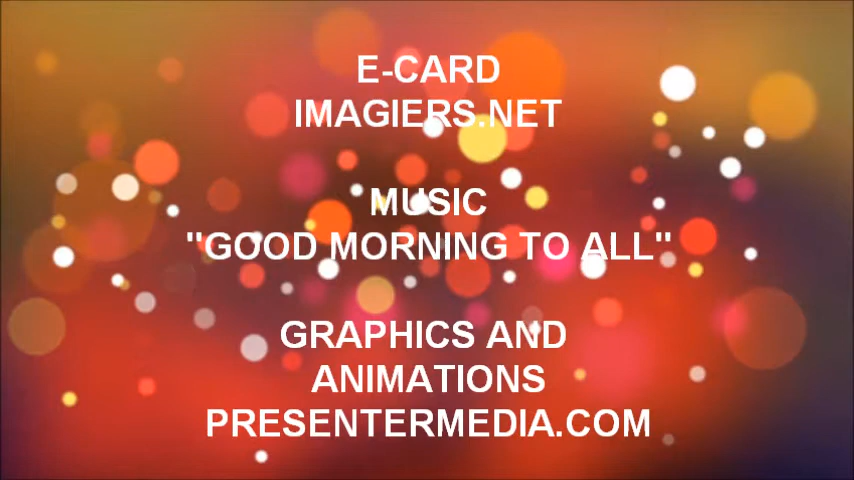 E-CARD
IMAGIERS.NET
MUSIC
"GOOD MORNING TO ALL"
GRAPHICS AND
ANIMATIONS
PRESENTERMEDIA.COM